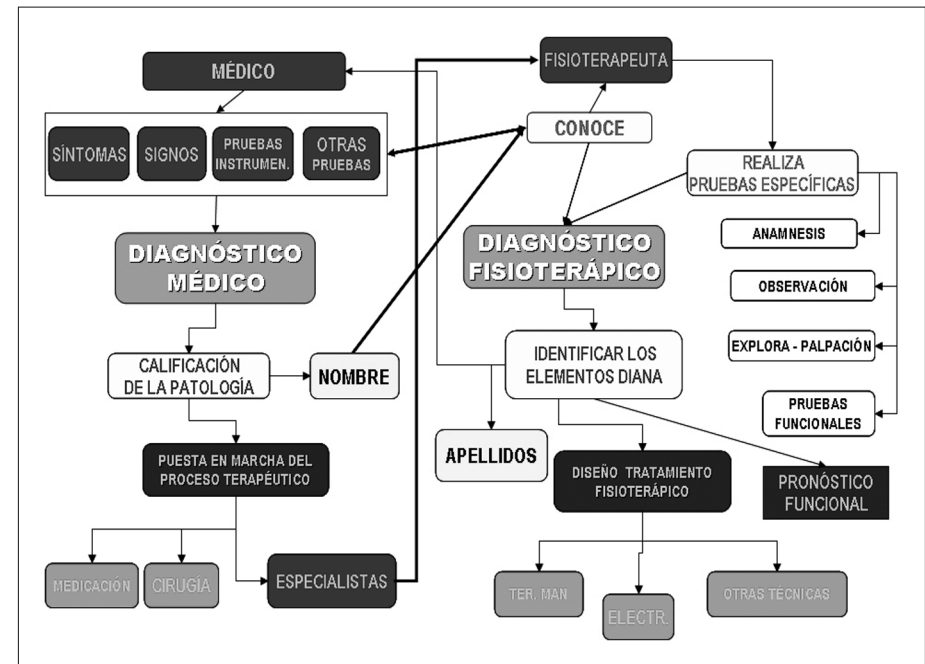 MÉDICO
SÍNTOMAS
SIGNOS
PRUEBAS
INSTRUMEN.
OTRAS
PRUEBAS
DIAGNÓSTICO
MÉDICO
CALIFICACIÓN
DE LA PATOLOGÍA
NOMBRE
PUESTA EN MARCHA DEL
PROCESO TERAPÉUTICO
MEDICACIÓN
CIRUGÍA
ESPECIALISTAS
FISIOTERAPEUTA
CONOCE
REALIZA
PRUEBAS ESPECÍFICAS
ANAMNESIS
OBSERVACIÓN
EXPLORA - PALPACIÓN
PRUEBAS
FUNCIONALES
DIAGNÓSTICO
FISIOTERÁPICO
IDENTIFICAR LOS
ELEMENTOS DIANA
APELLIDOS
DISEÑO TRATAMIENTO
FISIOTERÁPICO
PRONÓSTICO
FUNCIONAL
TER. MAN
ELECTR.
OTRAS TÉCNICAS